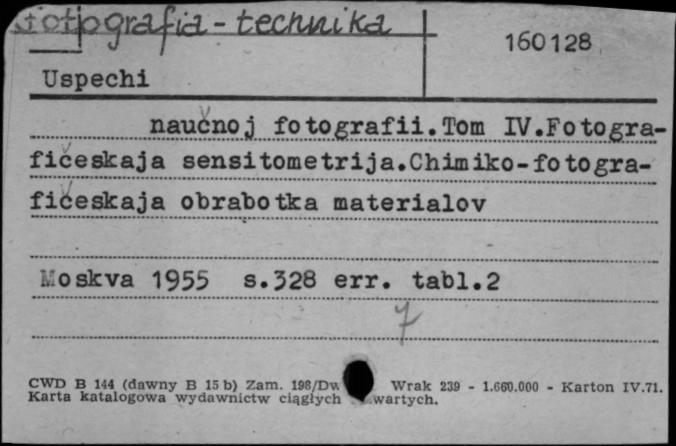 fotografia - technika
160128
Uspechi
naučnoj fotografii.Tom IV.Fotogra-
fičeskaja sensitometrija.Chimiko-fotogra-
fičeskaja obrabotka materialov
Moskva 1955 s.328 err. tabl.2
7
CWD B 144 (dawny B 15 b) Zam. 198/Dw Wrak 239 - 1.660.000 - Karton IV.71.
Karta katalogowa wydawnictw ciągłych wartych.